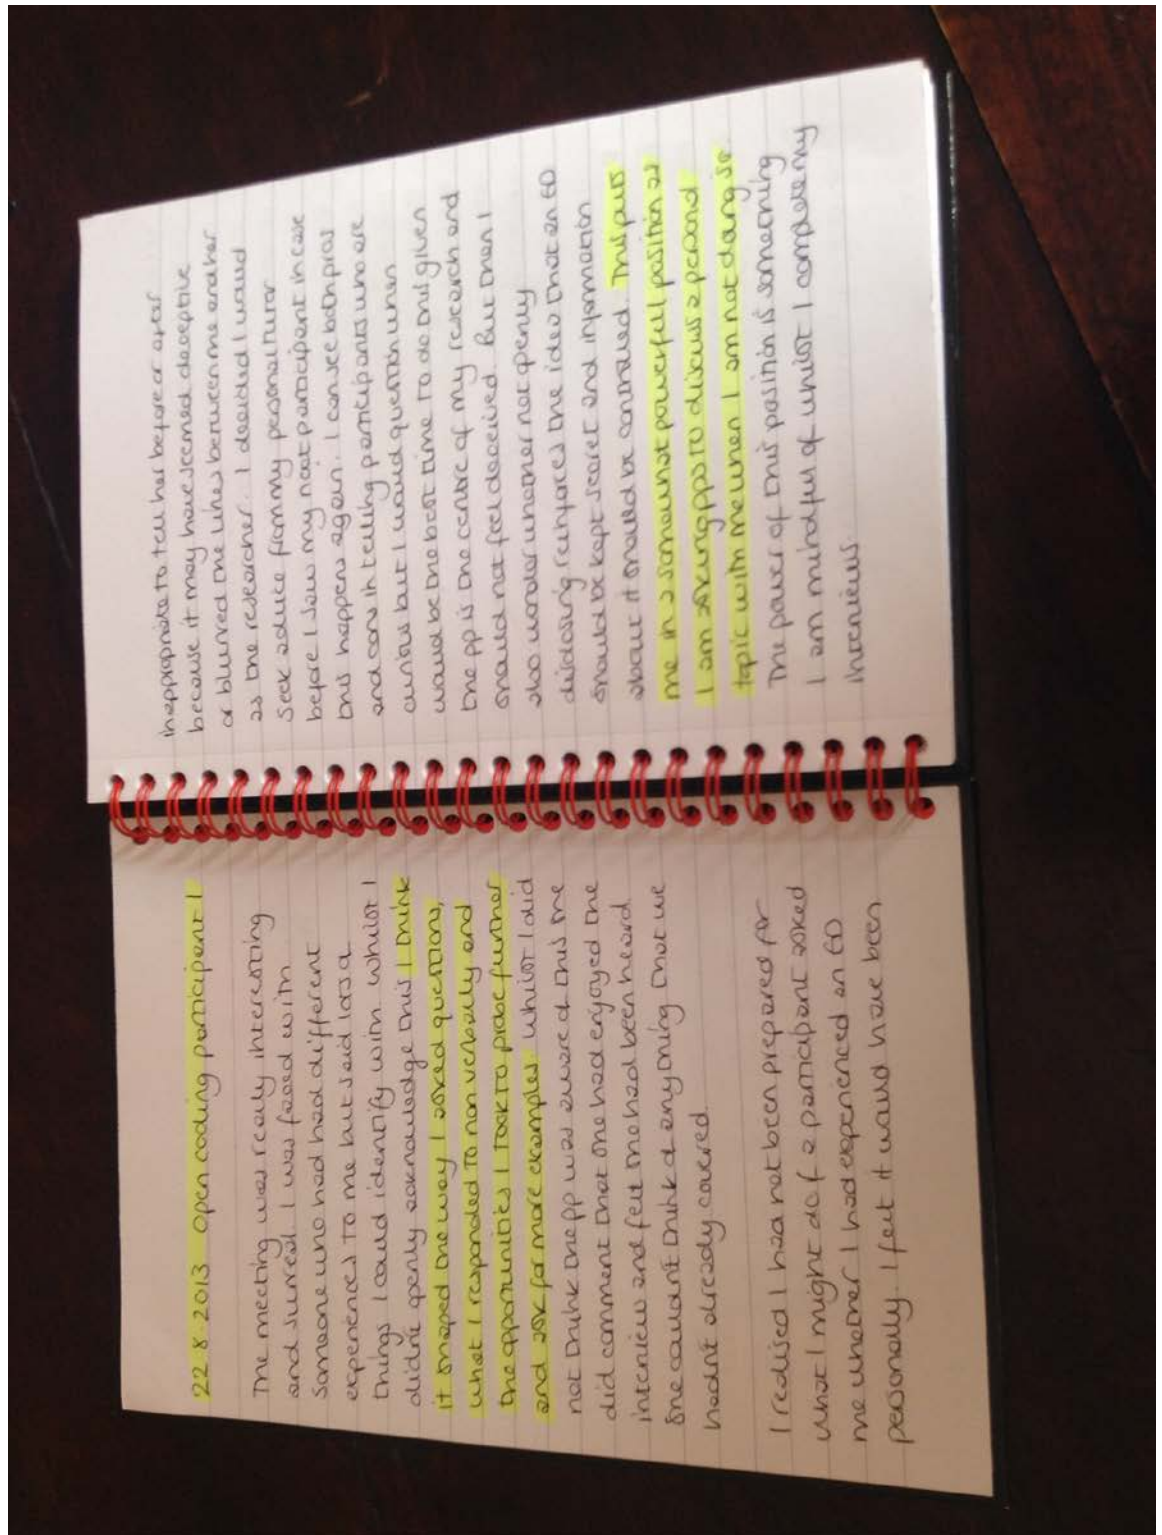 22.8.2013 Open coding participant 1
The meeting was really interesting
and surreal. I was faced with
someone who had had different
experiences to me but said lots of
things I could identify with. Whilst I
didn't openly acknowledge this I think
it shaped the way I asked questions,
what I responded to non verbally and
the opportunities I took to probe further
and ask for more examples. Whilst I did
not think the pp was aware of this she
did comment that she had enjoyed the
interview and felt she had been heard
She couldnt think of anything that we
hadnt already covered.
I realised I had not been prepared for
what I might do if a participant asked
me whether I had experienced an ED
personally. I felt it would have been
inappropriate to tell her before or after
because it may have seemed deceptive
or blurred the lines between me and her
as the researcher. I decided I would
seek advice from my personal tutor
before I saw my next participant in case
this happens again. I can see both pros
and cons in telling participants who are
curious but I would question when
would be the best time to do this given
the pp is the centre of my research and
should not feel deceived. But then I
also wonder whether not openly
disclosing reinforces the idea that an ED
should be kept secret and information
about it should be controlled. This puts
me in a somewhat powerful position as
I am asking pps to discuss a personal
topic with me when I am not doing so.
The power of this position is something
I am mindful of whilst I complete my
interviews.